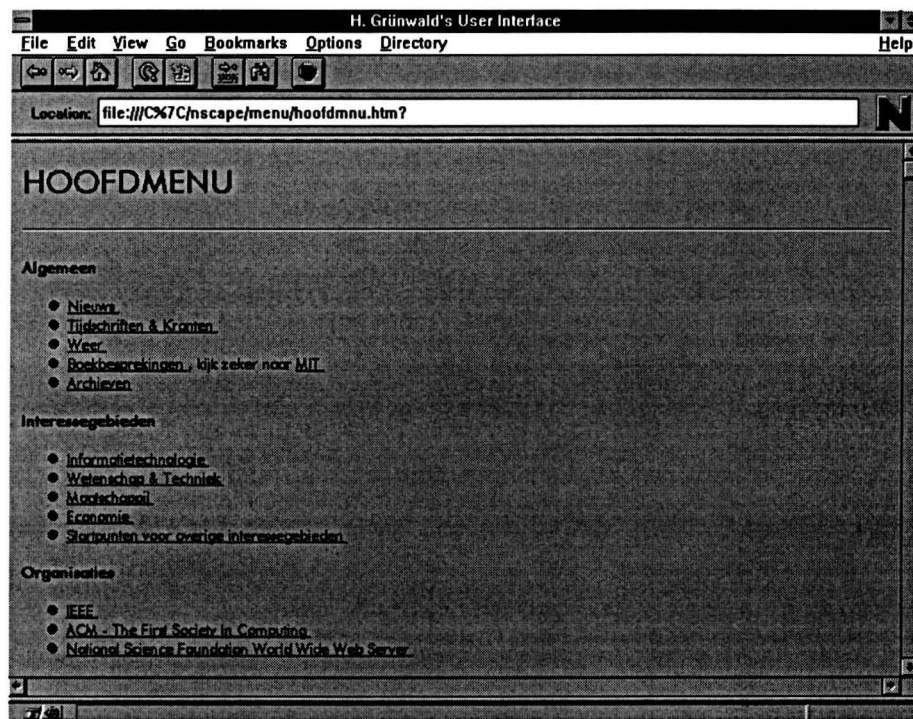 H. Grünwald's User Interface
File Edit View Go Bookmarks Options Directory Help
Location: file:///C%7C/nscape/menu/hoofdmnu.htm?
N
HOOFDMENU
Algemeen
Nieuws
Tijdschriften & Kranten
Weer
Boekbesprekingen , kijk zeker naar MIT
Archieven
Interessegebieden
Informatietechnologie
Wetenschap & Techniek
Maatschappij
Economie
Startpunten voor overige interessegebieden
Organisaties
IEEE
ACM - The First Society In Computing
National Science Foundation World Wide Web Server